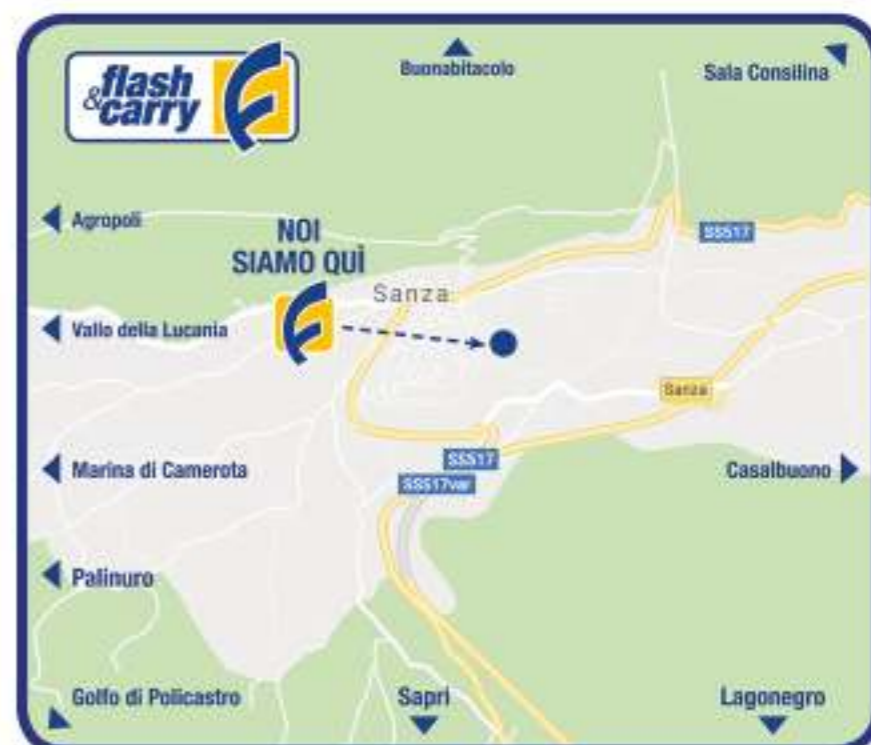 flash
&carry
Buonabitacolo
Sala Consilina
Agropoli
NOI
SIAMO QUÌ
SS517
Sanza
Vallo della Lucania
Sanza
SS517
Marina di Camerota
Casalbuono
SS517var
Palinuro
Golfo di Policastro
Sapri
Lagonegro